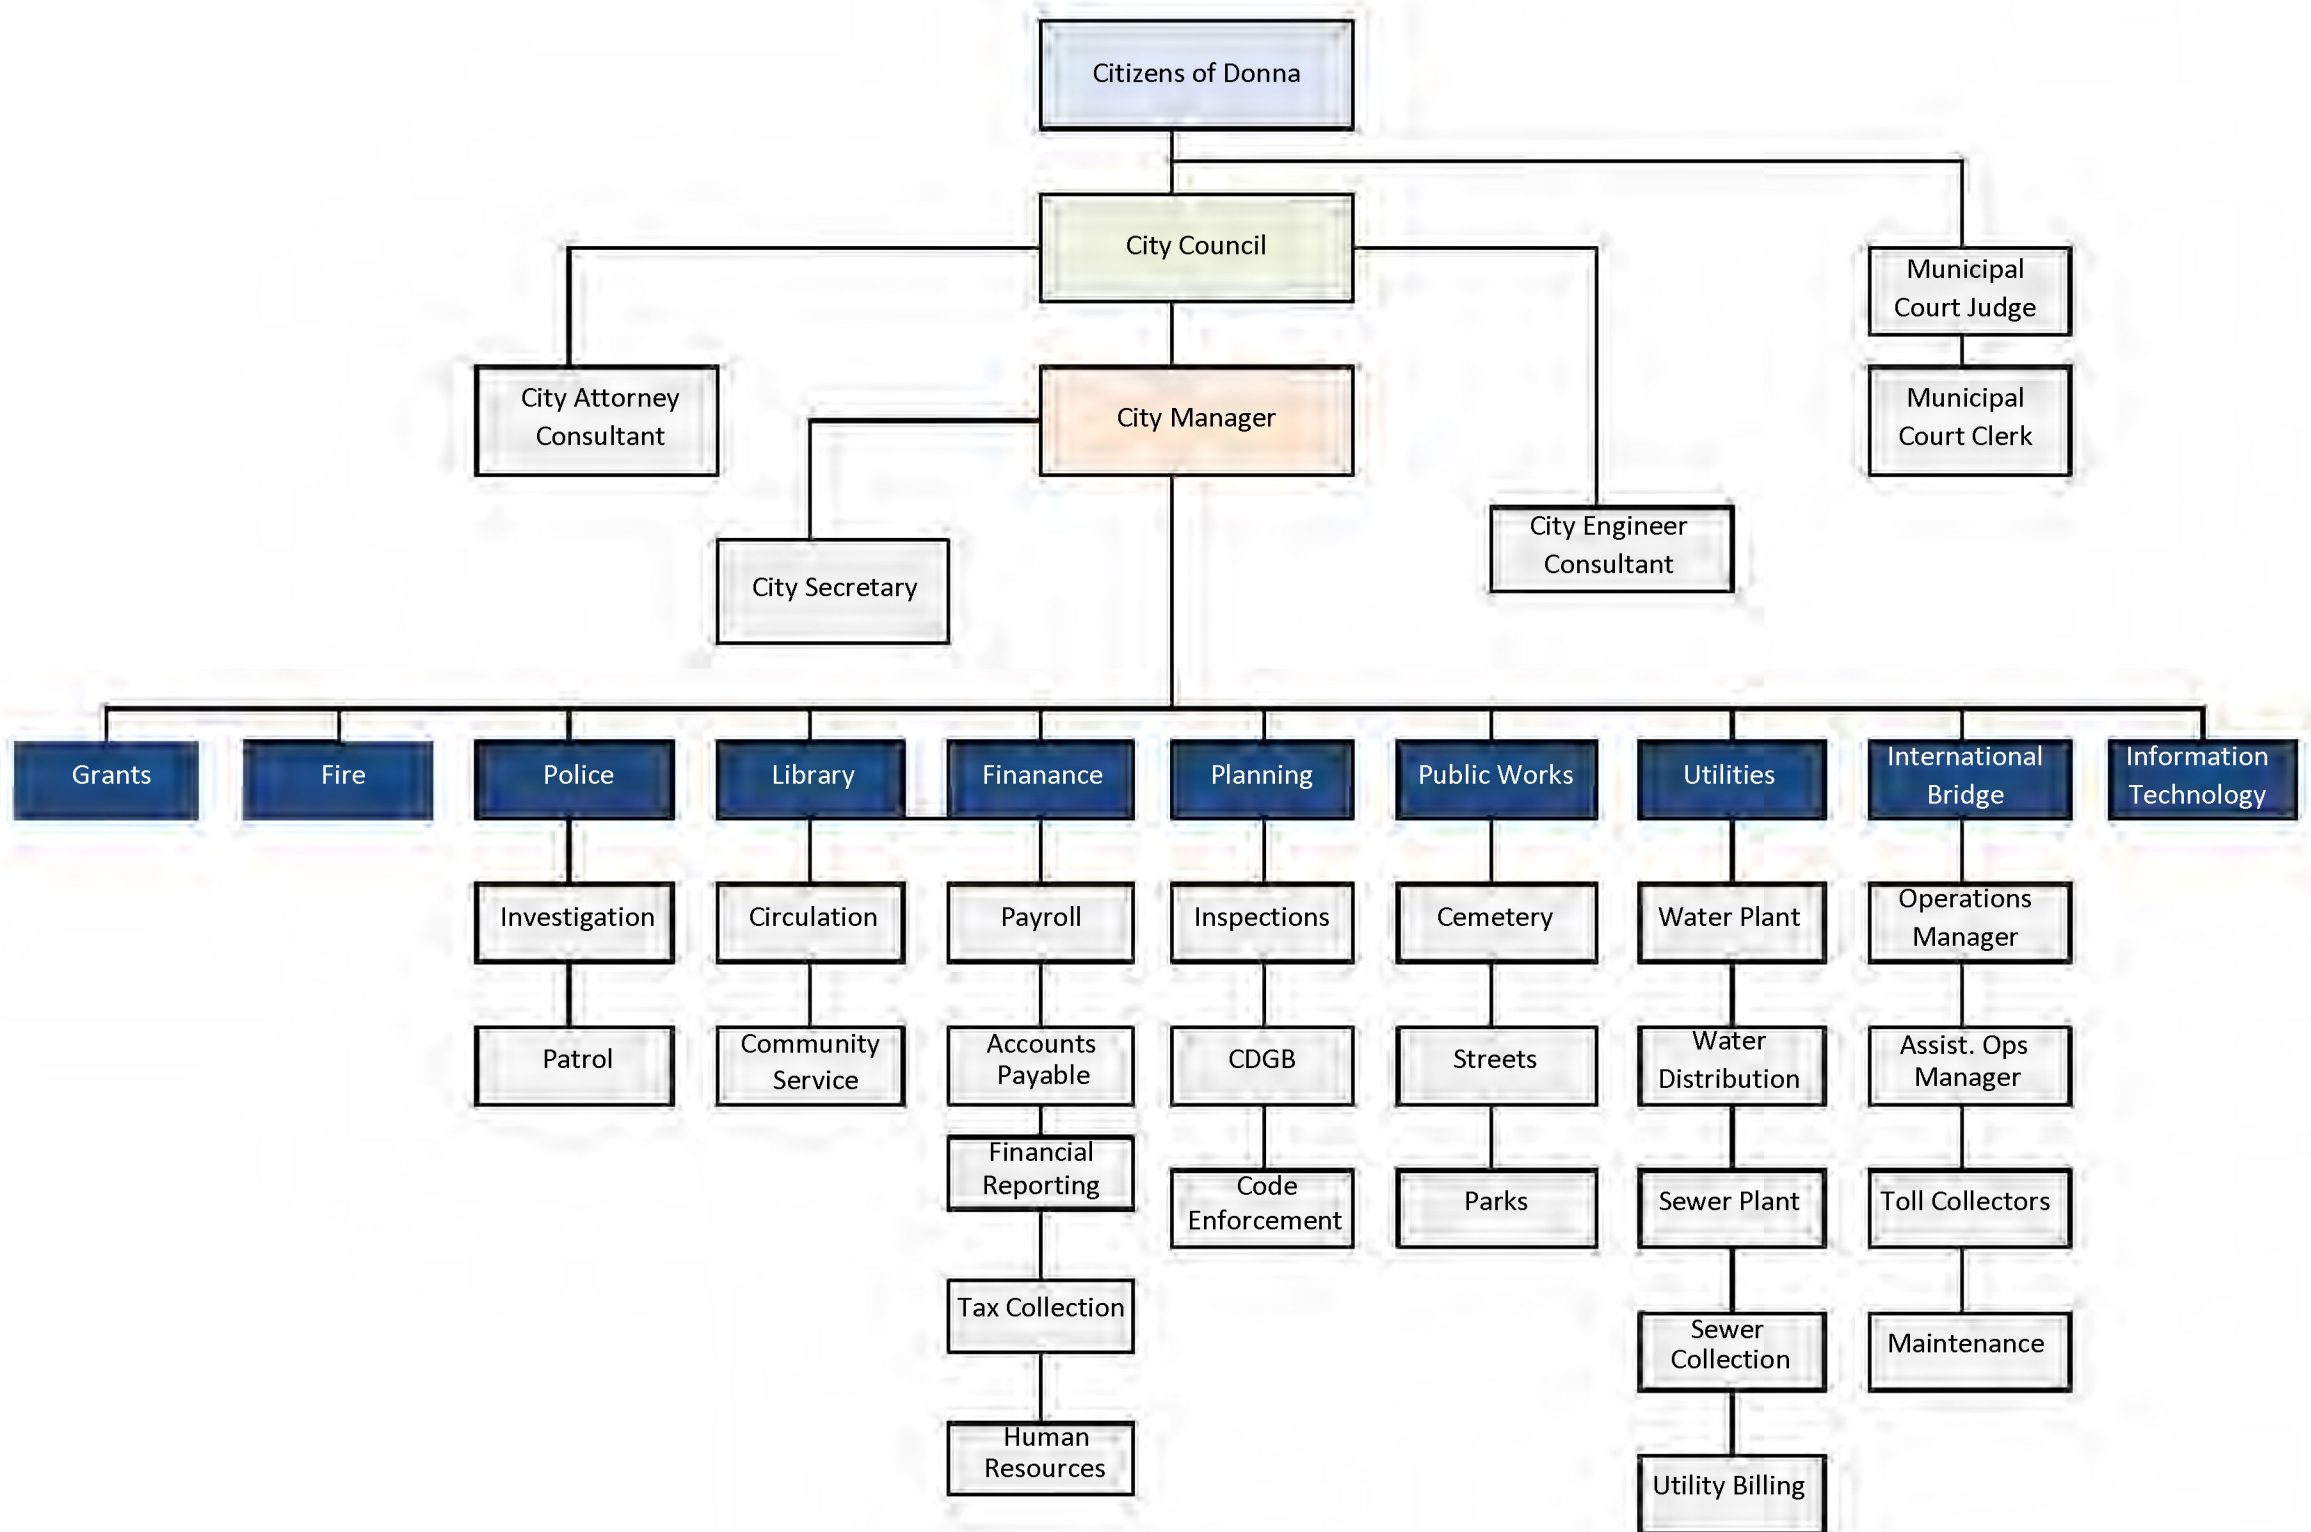 Citizens of Donna
City Council
Municipal
Court Judge
City Attorney
Consultant
City Manager
Municipal
Court Clerk
City Secretary
City Engineer
Consultant
Grants
Fire
Police
Library
Finanance
Planning
Public Works
Utilities
International
Bridge
Information
Technology
Investigation
Circulation
Payroll
Inspections
Cemetery
Water Plant
Operations
Manager
Patrol
Community
Service
Accounts
Payable
CDGB
Streets
Water
Distribution
Assist. Ops
Manager
Financial
Reporting
Code
Enforcement
Parks
Sewer Plant
Toll Collectors
Tax Collection
Sewer
Collection
Maintenance
Human
Resources
Utility Billing